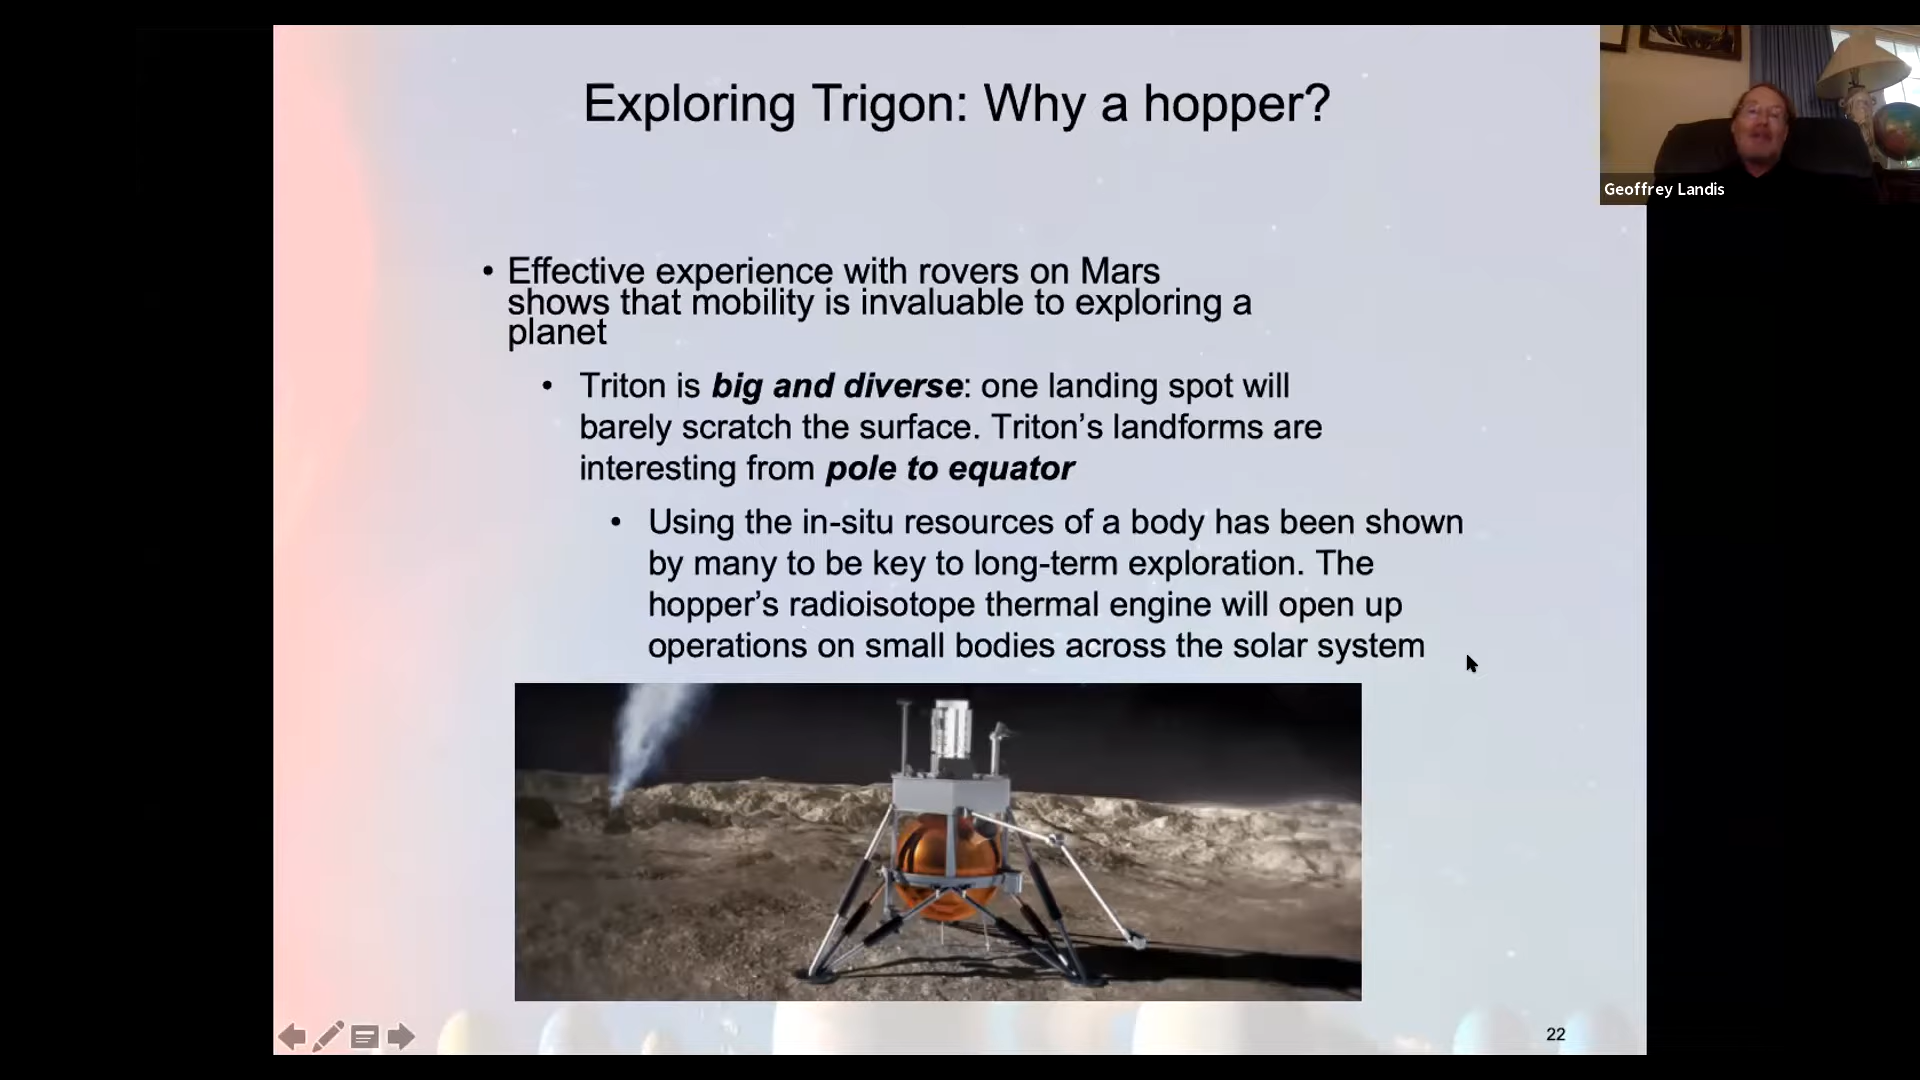 Exploring Trigon: Why a hopper?
Geoffrey Landis
• Effective experience with rovers on Mars
shows that mobility is invaluable to exploring a
planet
• Triton is big and diverse: one landing spot will
barely scratch the surface. Triton’s landforms are
interesting from pole to equator
• Using the in-situ resources of a body has been shown
by many to be key to long-term exploration. The
hopper’s radioisotope thermal engine will open up
operations on small bodies across the solar system
22